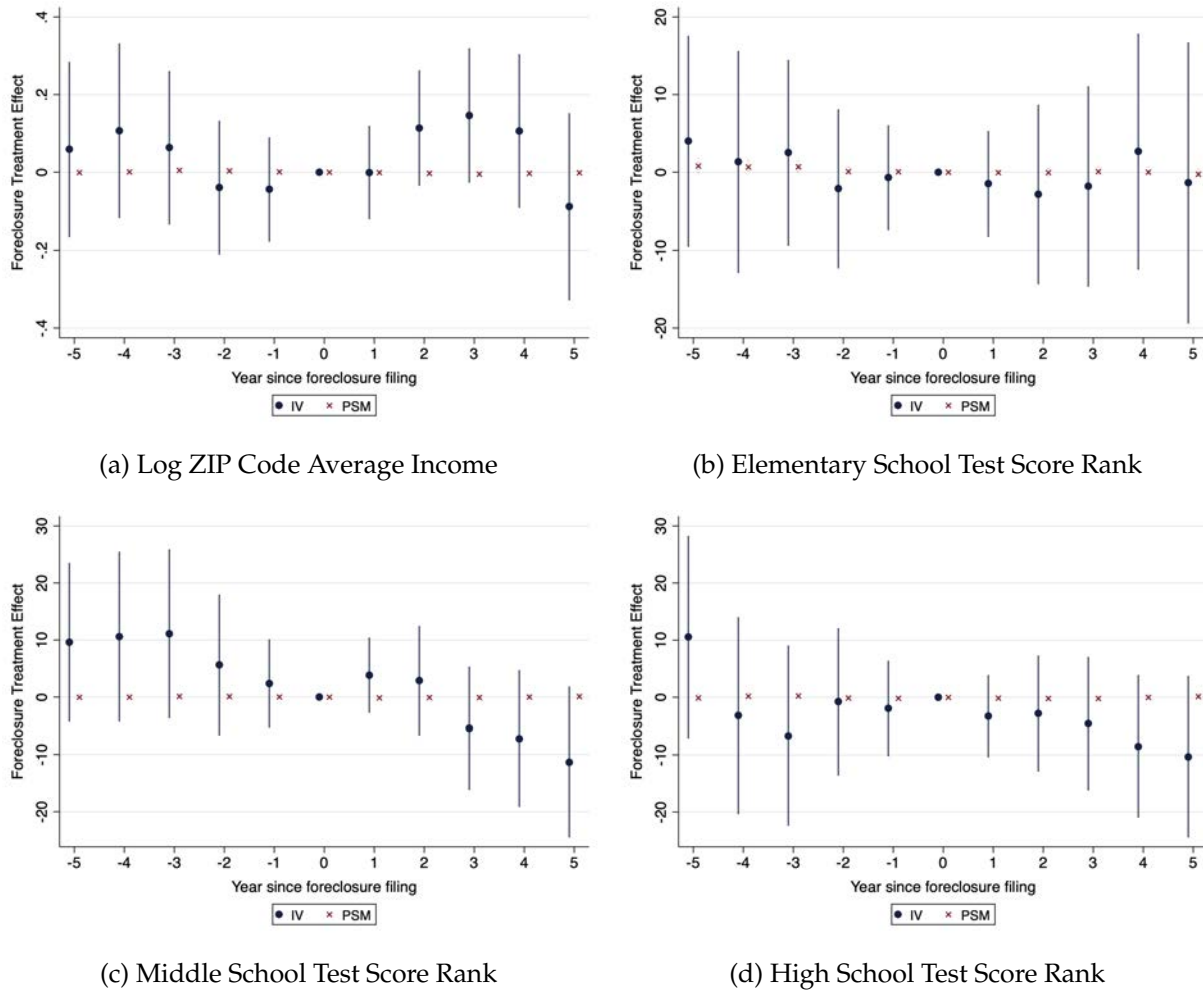 .4
.2
0
-.2
-.4
Foreclosure Treatment Effect
-5 -4 -3 -2 -1 0 1 2 3 4 5
Year since foreclosure filing
IV PSM
(a) Log ZIP Code Average Income
20
10
0
-10
-20
Foreclosure Treatment Effect
-5 -4 -3 -2 -1 0 1 2 3 4 5
Year since foreclosure filing
IV PSM
(b) Elementary School Test Score Rank
30
20
10
0
-10
-20
Foreclosure Treatment Effect
-5 -4 -3 -2 -1 0 1 2 3 4 5
Year since foreclosure filing
IV PSM
(c) Middle School Test Score Rank
30
20
10
0
-10
-20
Foreclosure Treatment Effect
-5 -4 -3 -2 -1 0 1 2 3 4 5
Year since foreclosure filing
IV PSM
(d) High School Test Score Rank